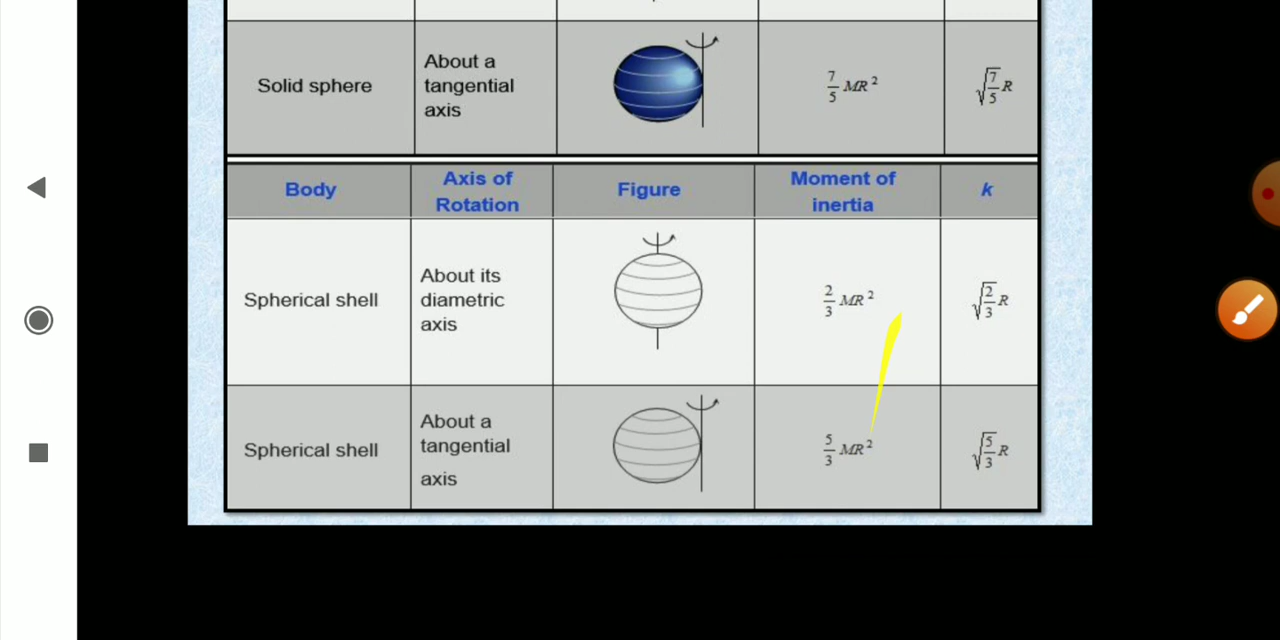 Solid sphere
About a
tangential
axis
7/5 MR²
√(7/5) R
Body
Axis of
Rotation
Figure
Moment of
inertia
k
Spherical shell
About its
diametric
axis
2/3 MR²
√(2/3) R
Spherical shell
About a
tangential
axis
5/3 MR²
√(5/3) R